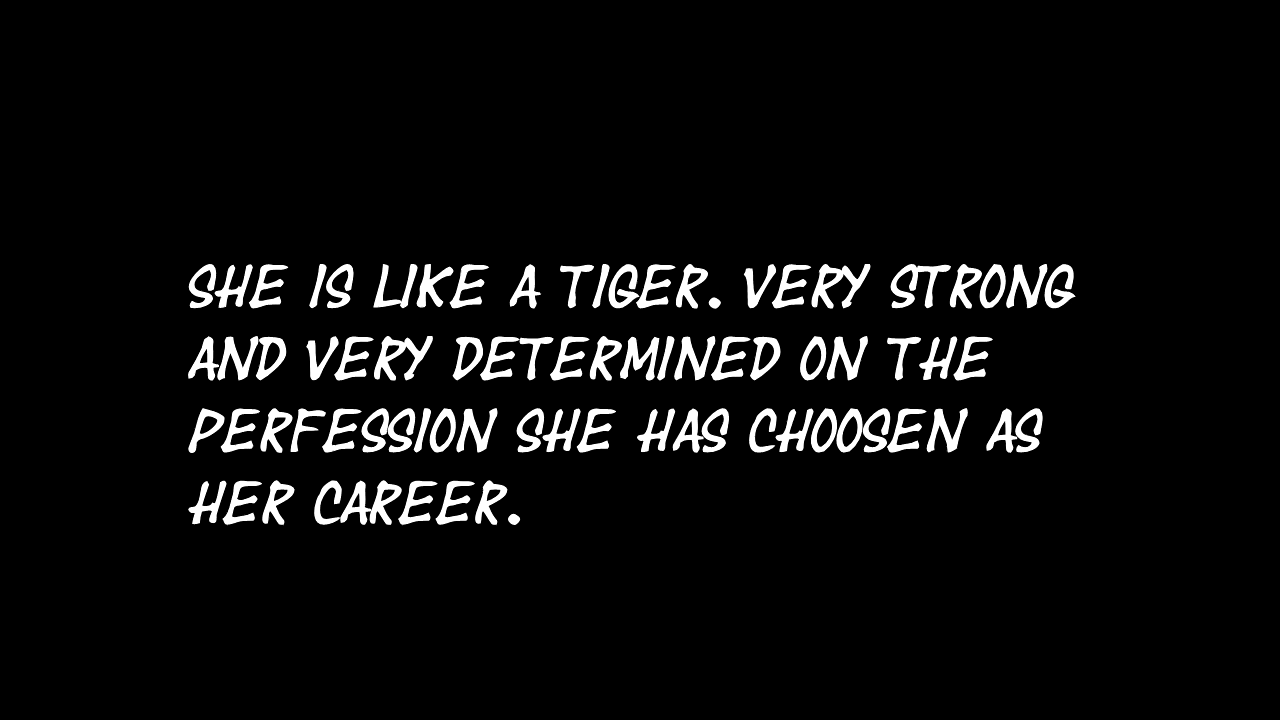 SHE IS LIKE A TIGER. VERY STRONG
AND VERY DETERMINED ON THE
PERFESSION SHE HAS CHOOSEN AS
HER CAREER.